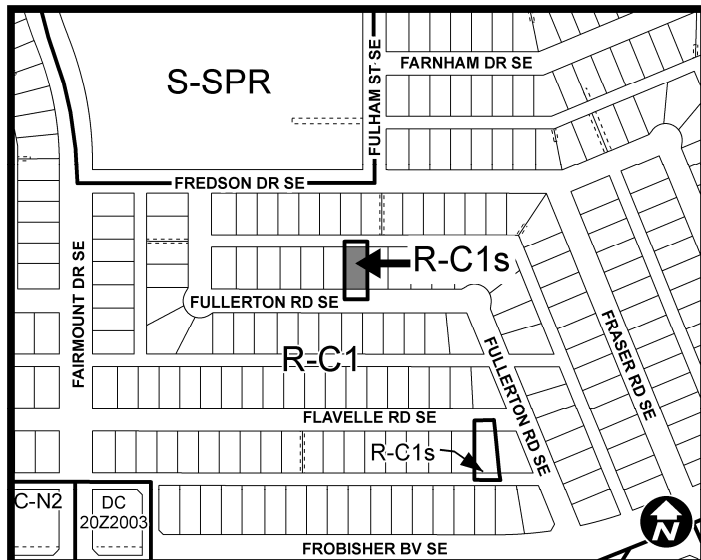 S-SPR
FULHAM ST SE
FARNHAM DR SE
FREDSON DR SE
FAIRMOUNT DR SE
R-C1s
FULLERTON RD SE
R-C1
FRASER RD SE
FULLERTON RD SE
FLAVELLE RD SE
R-C1s
C-N2
DC
20Z2003
FROBISHER BV SE
N